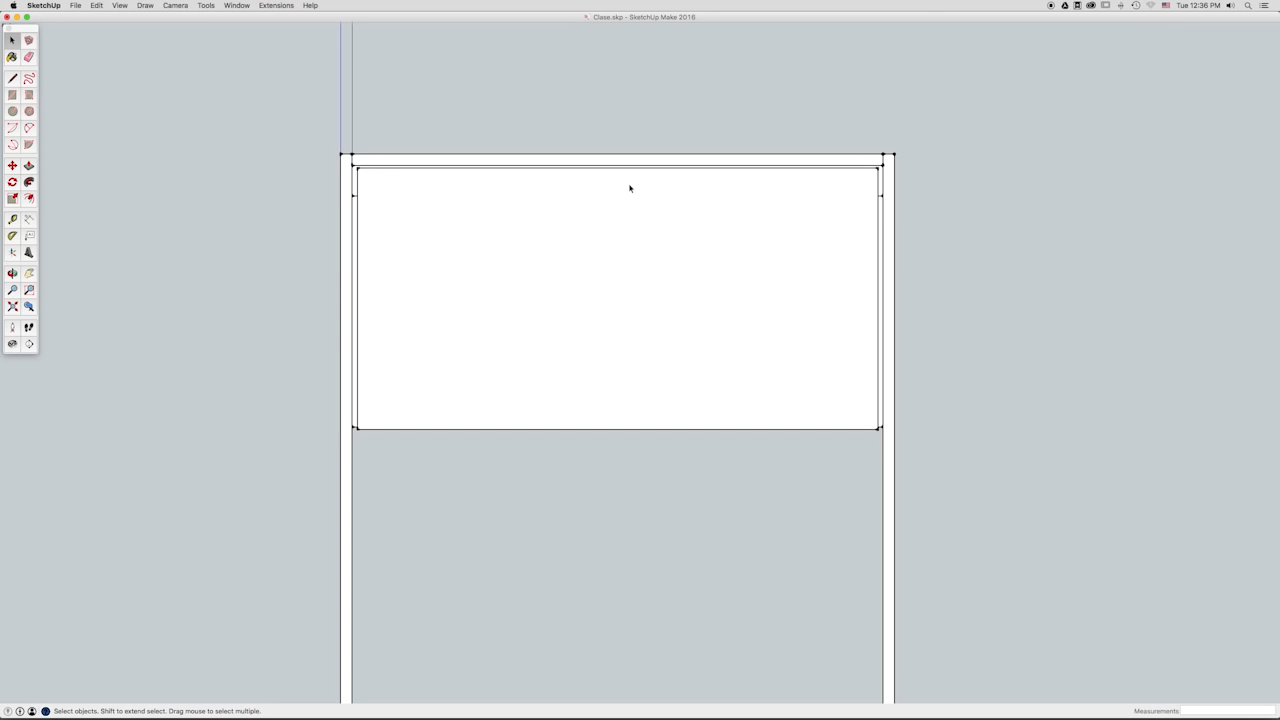 SketchUp File Edit View Draw Camera Tools Window Extensions Help Tue 12:36 PM
Clase.skp - SketchUp Make 2016
Select objects. Shift to extend select. Drag mouse to select multiple. Measurements